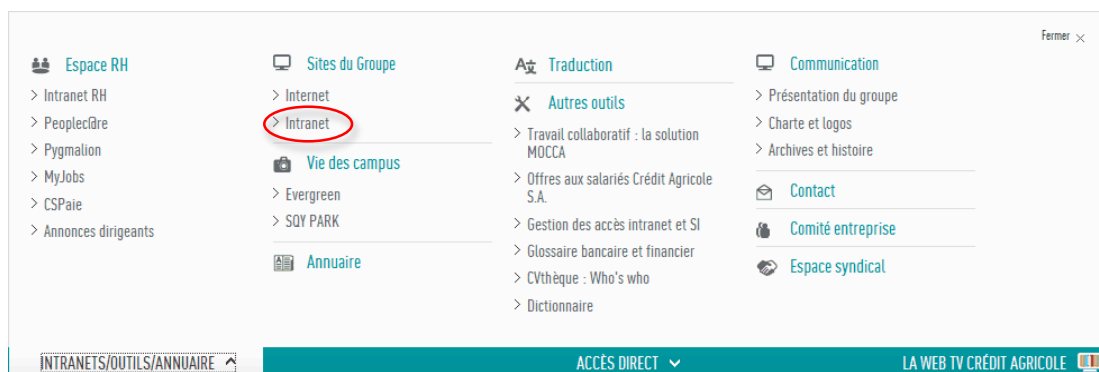 Fermer ×
Espace RH
> Intranet RH
> Peoplec@re
> Pygmalion
> MyJobs
> CSPaie
> Annonces dirigeants
Sites du Groupe
> Internet
> Intranet
Vie des campus
> Evergreen
> SQY PARK
Annuaire
Traduction
Autres outils
> Travail collaboratif : la solution
MOCCA
> Offres aux salariés Crédit Agricole
S.A.
> Gestion des accès intranet et SI
> Glossaire bancaire et financier
> CVthèque : Who's who
> Dictionnaire
Communication
> Présentation du groupe
> Charte et logos
> Archives et histoire
Contact
Comité entreprise
Espace syndical
INTRANETS/OUTILS/ANNUAIRE
ACCÈS DIRECT
LA WEB TV CRÉDIT AGRICOLE